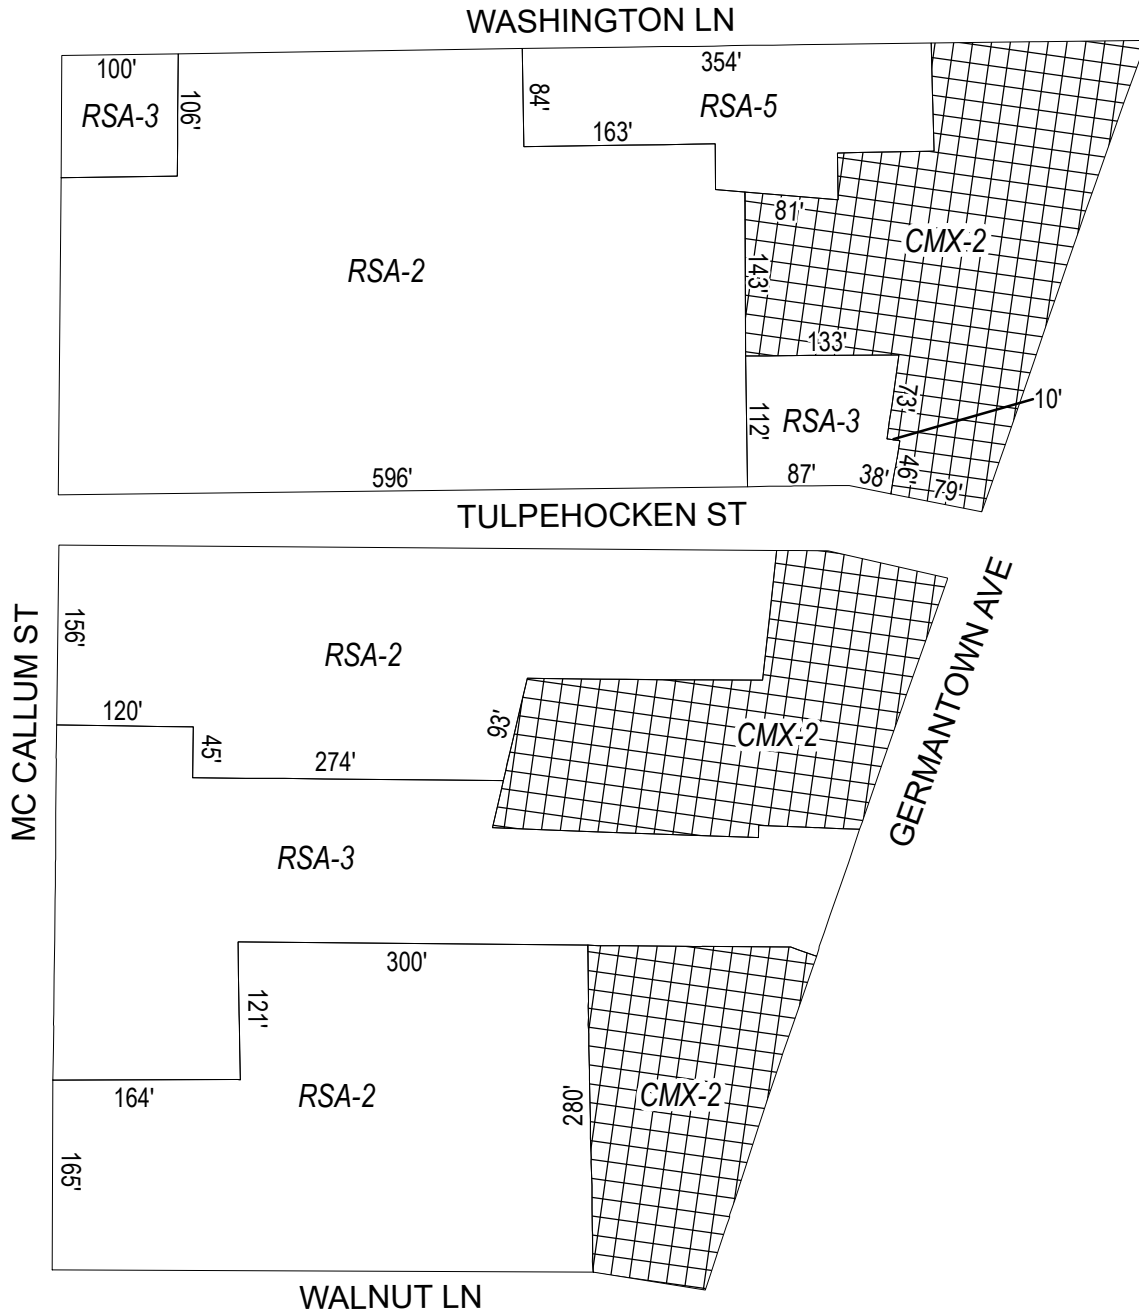 WASHINGTON LN
100'
354'
RSA-3
106'
84'
RSA-5
163'
81'
CMX-2
RSA-2
143'
133'
73'
10'
112'
RSA-3
596'
87'
38'
46'
79'
TULPEHOCKEN ST
MC CALLUM ST
156'
RSA-2
GERMANTOWN AVE
120'
45'
274'
93'
CMX-2
RSA-3
300'
121'
164'
RSA-2
280'
CMX-2
165'
WALNUT LN